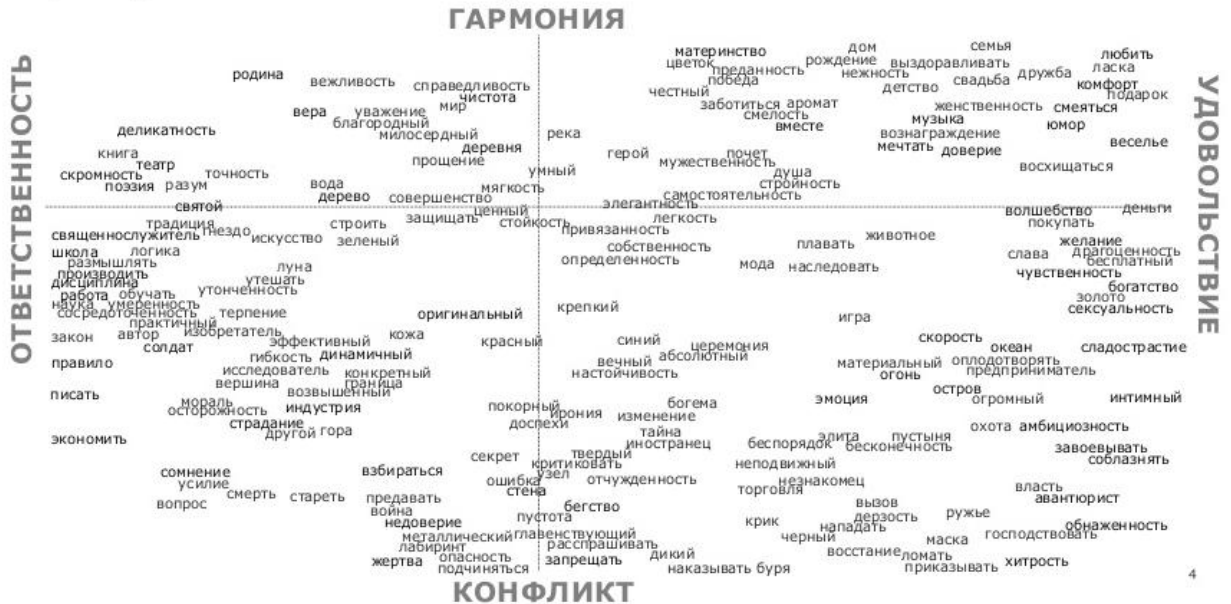 ГАРМОНИЯ
ОТВЕТСТВЕННОСТЬ
УДОВОЛЬСТВИЕ
материнство дом семья любить
цветок преданность рождение выздоравливать ласка
родина вежливость справедливость победа нежность детство свадьба дружба комфорт подарок
чистота честный
вера уважение мир заботиться аромат женственность смеяться
благородный смелость музыка юмор
деликатность милосердный река вместе вознаграждение веселье
книга деревня герой почет мечтать доверие
театр прощение умный мужественность восхищаться
скромность точность душа
поэзия разум вода мягкость стройность
дерево совершенство самостоятельность
святой ценный элегантность волшебство деньги
традиция строить защищать стойкость легкость покупать
священнослужитель гнездо искусство зеленый привязанность животное желание
школа логика собственность плавать слава драгоценность
размышлять луна определенность мода наследовать бесплатный
производить утешать чувственность
дисциплина утонченность богатство
работа обучать золото
наука умеренность крепкий сексуальность
сосредоточенность терпение оригинальный игра
практичный
закон автор изобретатель кожа скорость
солдат эффективный красный синий церемония океан сладострастие
правило гибкость динамичный вечный абсолютный материальный оплодотворять
исследователь конкретный настойчивость огонь предприниматель
вершина граница
писать возвышенный остров интимный
мораль эмоция огромный
осторожность индустрия покорный богема
страдание доспехи ирония изменение охота амбициозность
экономить другой гора тайна элита пустыня
иностранец беспорядок бесконечность завоевывать
секрет твердый соблазнять
сомнение взбираться критиковать неподвижный
усилие ошибка узел отчужденность незнакомец власть
смерть стареть стена торговля авантюрист
вопрос предавать вызов
война бегство дерзость ружье
недоверие пустота крик нападать обнаженность
металлический главенствующий черный маска господствовать
лабиринт расспрашивать дикий восстание ломать
жертва опасность запрещать хитрость
подчиняться наказывать буря приказывать
4
КОНФЛИКТ